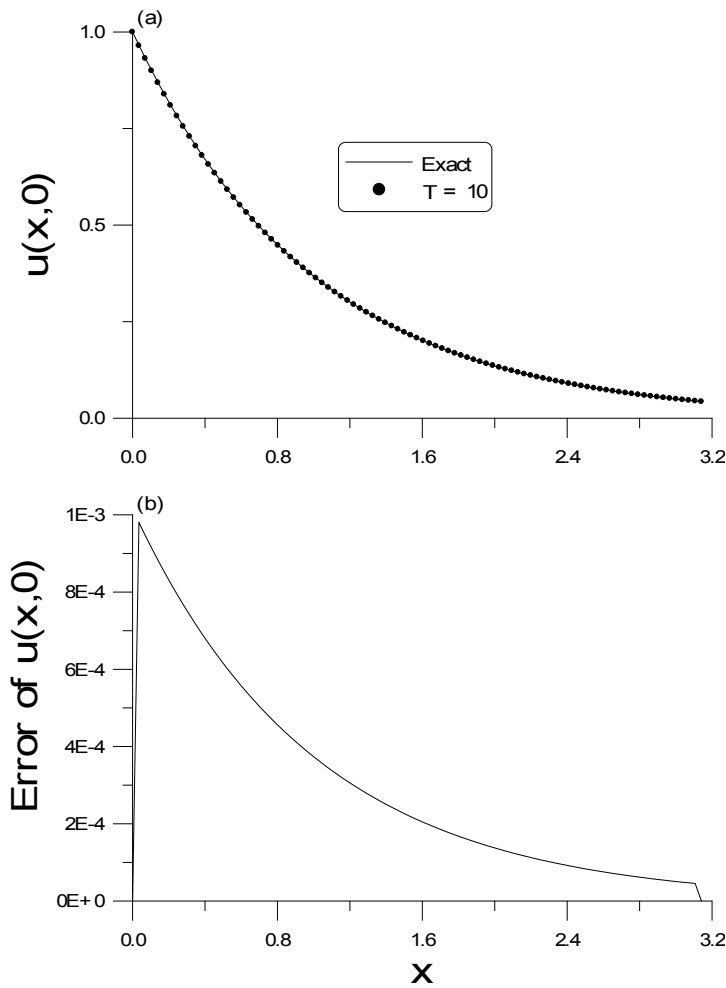 (a)
1.0
0.5
0.0
u(x,0)
Exact
T = 10
0.0 0.8 1.6 2.4 3.2
(b)
1E-3
8E-4
6E-4
4E-4
2E-4
0E+0
Error of u(x,0)
0.0 0.8 1.6 2.4 3.2
x